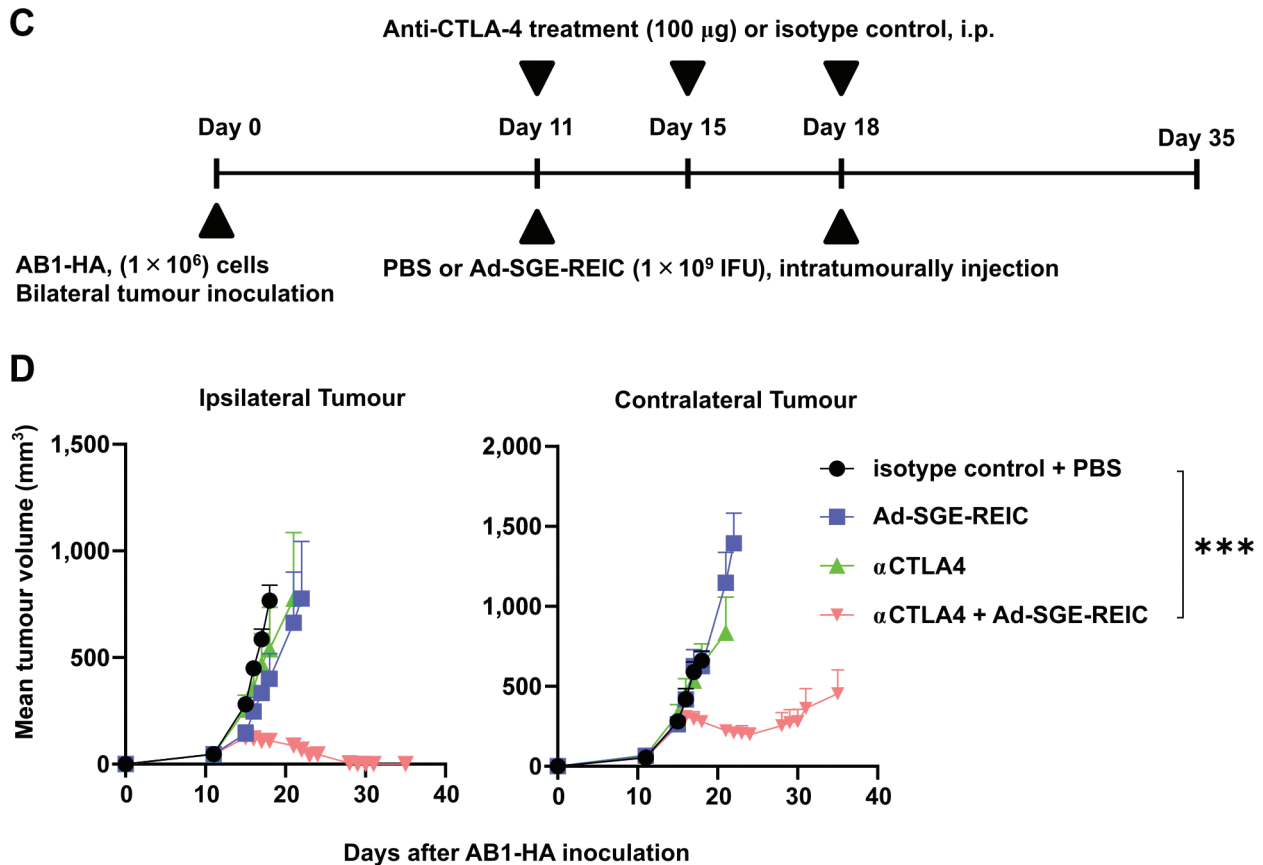 C
Anti-CTLA-4 treatment (100 μg) or isotype control, i.p.
Day 0
Day 11
Day 15
Day 18
Day 35
AB1-HA, (1 × 10⁶) cells
Bilateral tumour inoculation
PBS or Ad-SGE-REIC (1 × 10⁹ IFU), intratumourally injection
D
Ipsilateral Tumour
Contralateral Tumour
Mean tumour volume (mm³)
1,500
1,000
500
0
0 10 20 30 40
2,000
1,500
1,000
500
0
0 10 20 30 40
isotype control + PBS
Ad-SGE-REIC
αCTLA4
αCTLA4 + Ad-SGE-REIC
***
Days after AB1-HA inoculation